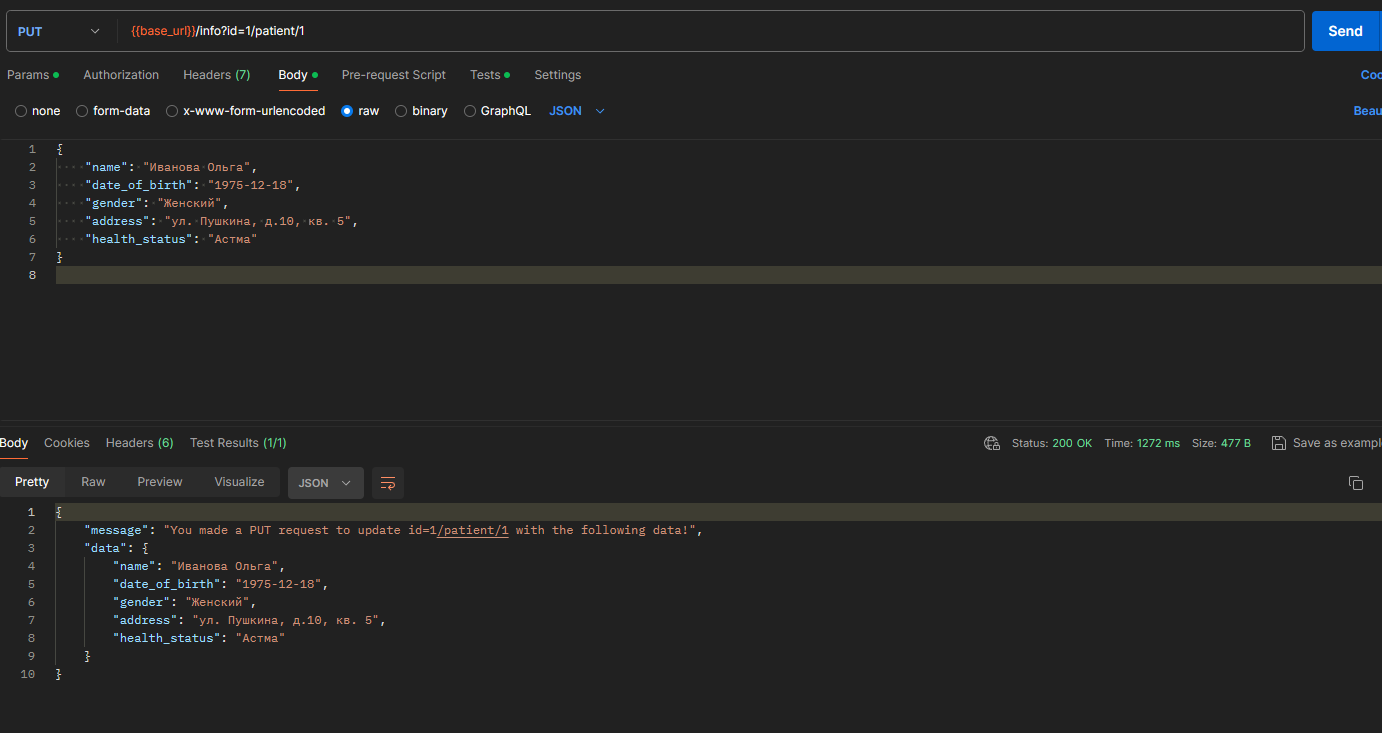 PUT {{base_url}}/info?id=1/patient/1 Send
Params Authorization Headers (7) Body Pre-request Script Tests Settings Coo
none form-data x-www-form-urlencoded raw binary GraphQL JSON Beau
1 {
2 "name": "Иванова Ольга",
3 "date_of_birth": "1975-12-18",
4 "gender": "Женский",
5 "address": "ул. Пушкина, д.10, кв. 5",
6 "health_status": "Астма"
7 }
8
Body Cookies Headers (6) Test Results (1/1) Status: 200 OK Time: 1272 ms Size: 477 B Save as exampl
Pretty Raw Preview Visualize JSON
1 {
2 "message": "You made a PUT request to update id=1/patient/1 with the following data!",
3 "data": {
4 "name": "Иванова Ольга",
5 "date_of_birth": "1975-12-18",
6 "gender": "Женский",
7 "address": "ул. Пушкина, д.10, кв. 5",
8 "health_status": "Астма"
9 }
10 }